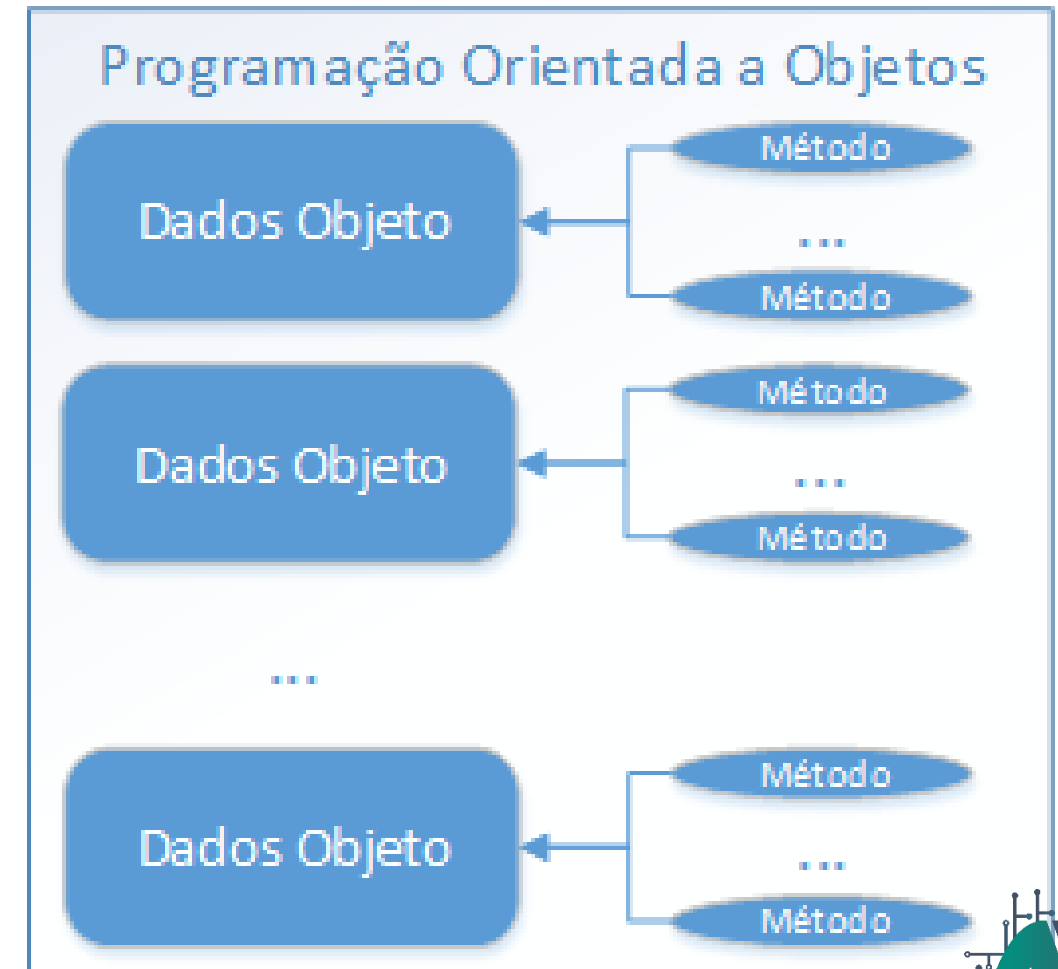 Programação Orientada a Objetos
Dados Objeto
Método
...
Método
Dados Objeto
Método
...
Método
...
Dados Objeto
Método
...
Método